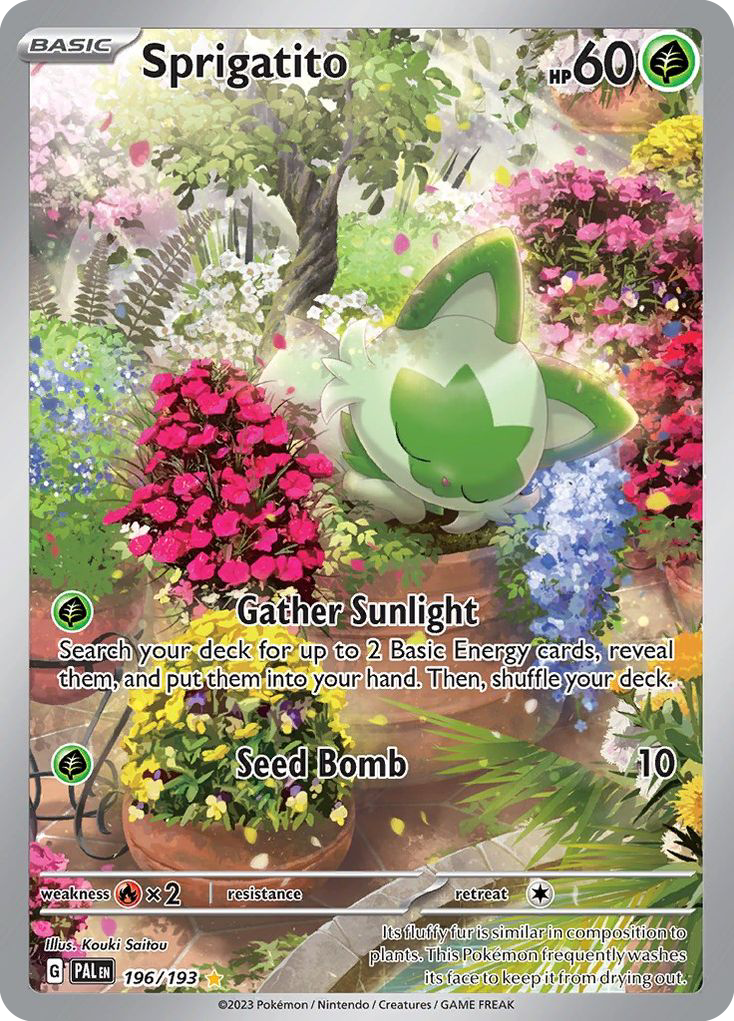 BASIC Sprigatito HP60
Gather Sunlight
Search your deck for up to 2 Basic Energy cards, reveal
them, and put them into your hand. Then, shuffle your deck.
Seed Bomb 10
weakness ×2 resistance retreat
Illus. Kouki Saitou
G PAL EN 196/193
Its fluffy fur is similar in composition to
plants. This Pokémon frequently washes
its face to keep it from drying out.
©2023 Pokémon / Nintendo / Creatures / GAME FREAK